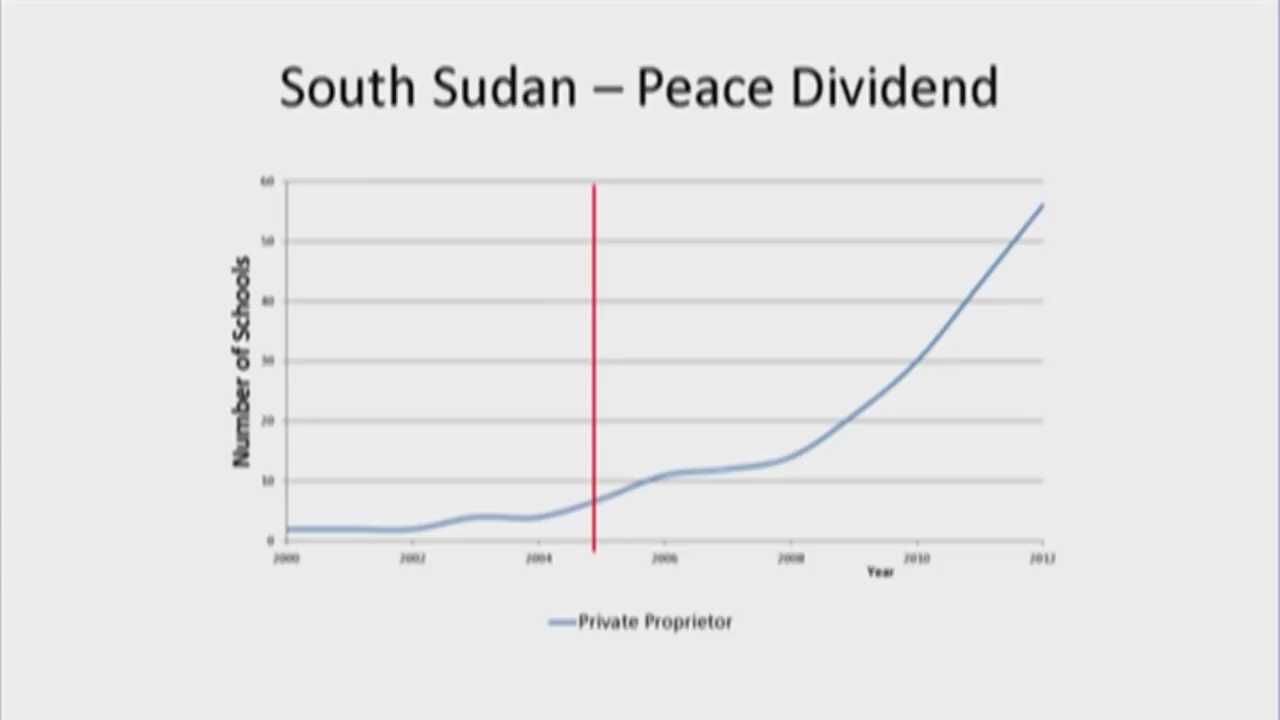 South Sudan – Peace Dividend
60
50
40
30
20
10
0
Number of Schools
2000 2002 2004 2006 2008 2010 2012
Year
Private Proprietor